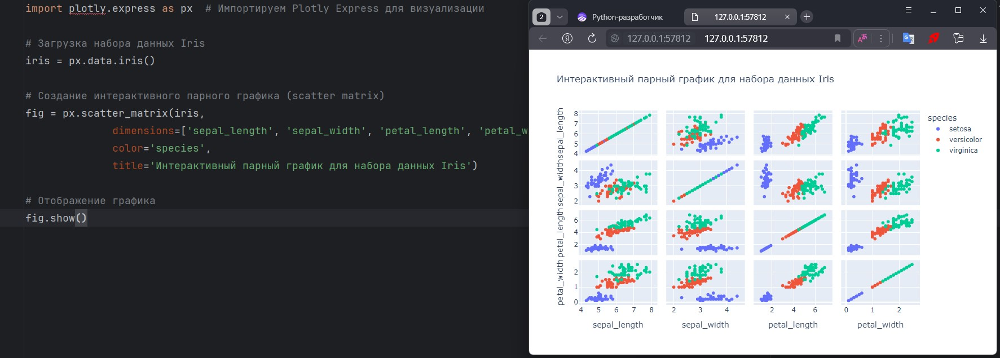 import plotly.express as px  # Импортируем Plotly Express для визуализации
# Загрузка набора данных Iris
iris = px.data.iris()
# Создание интерактивного парного графика (scatter matrix)
fig = px.scatter_matrix(iris,
dimensions=['sepal_length', 'sepal_width', 'petal_length', 'petal_w
color='species',
title='Интерактивный парный график для набора данных Iris')
# Отображение графика
fig.show()
2
Python-разработчик
127.0.0.1:57812
127.0.0.1:57812 127.0.0.1:57812
Интерактивный парный график для набора данных Iris
sepal_length
8
7
6
5
4
sepal_width
4
3
2
petal_length
6
4
2
petal_width
2
1
0
4 5 6 7 8
2 3 4
2 4 6
0 1 2
sepal_length
sepal_width
petal_length
petal_width
species
setosa
versicolor
virginica